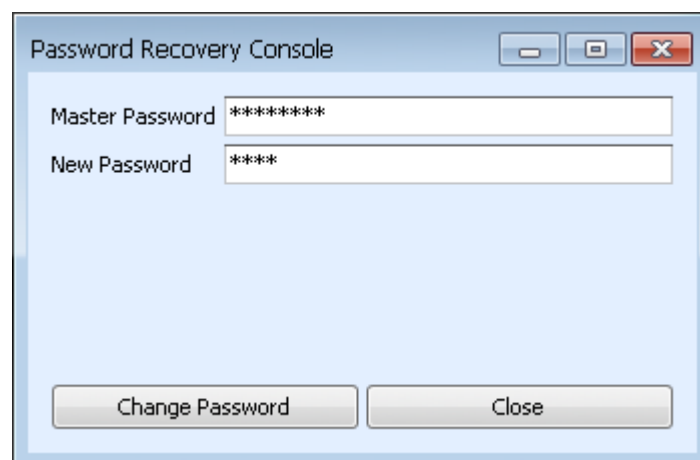 Password Recovery Console
Master Password ********
New Password ****
Change Password Close